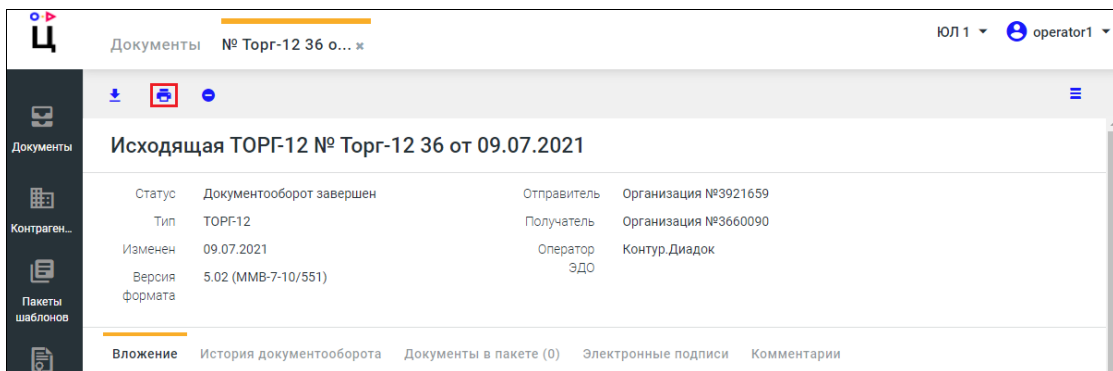 Ц
Документы № Торг-12 36 о... ×
ЮЛ 1 operator1
Документы
Контраген...
Пакеты
шаблонов
Исходящая ТОРГ-12 № Торг-12 36 от 09.07.2021
Статус Документооборот завершен
Тип ТОРГ-12
Изменен 09.07.2021
Версия формата 5.02 (ММВ-7-10/551)
Отправитель Организация №3921659
Получатель Организация №3660090
Оператор ЭДО Контур.Диадок
Вложение История документооборота Документы в пакете (0) Электронные подписи Комментарии